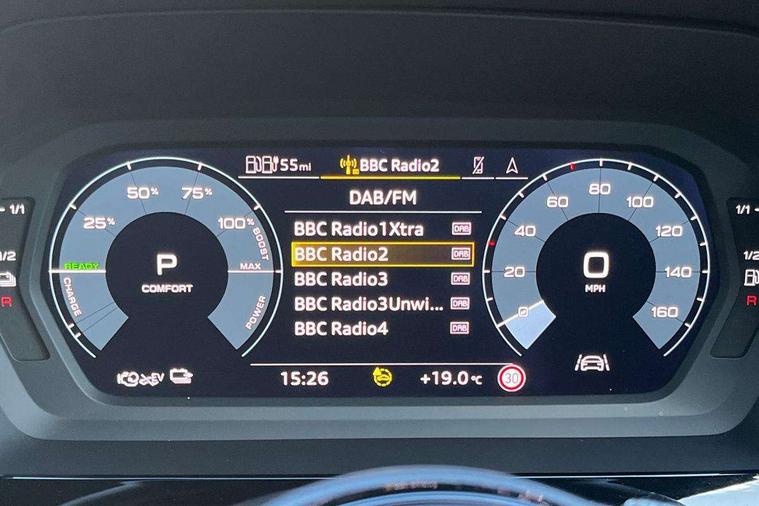 55mi
BBC Radio2
DAB/FM
BBC Radio1Xtra DAB
BBC Radio2 DAB
BBC Radio3 DAB
BBC Radio3Unwi... DAB
BBC Radio4 DAB
15:26
+19.0°C
30
25%
50%
75%
100%
BOOST
MAX
READY
CHARGE
POWER
P
COMFORT
EV
0
20
40
60
80
100
120
140
160
0
MPH
1/1
1/2
R
1/1
1/2
R